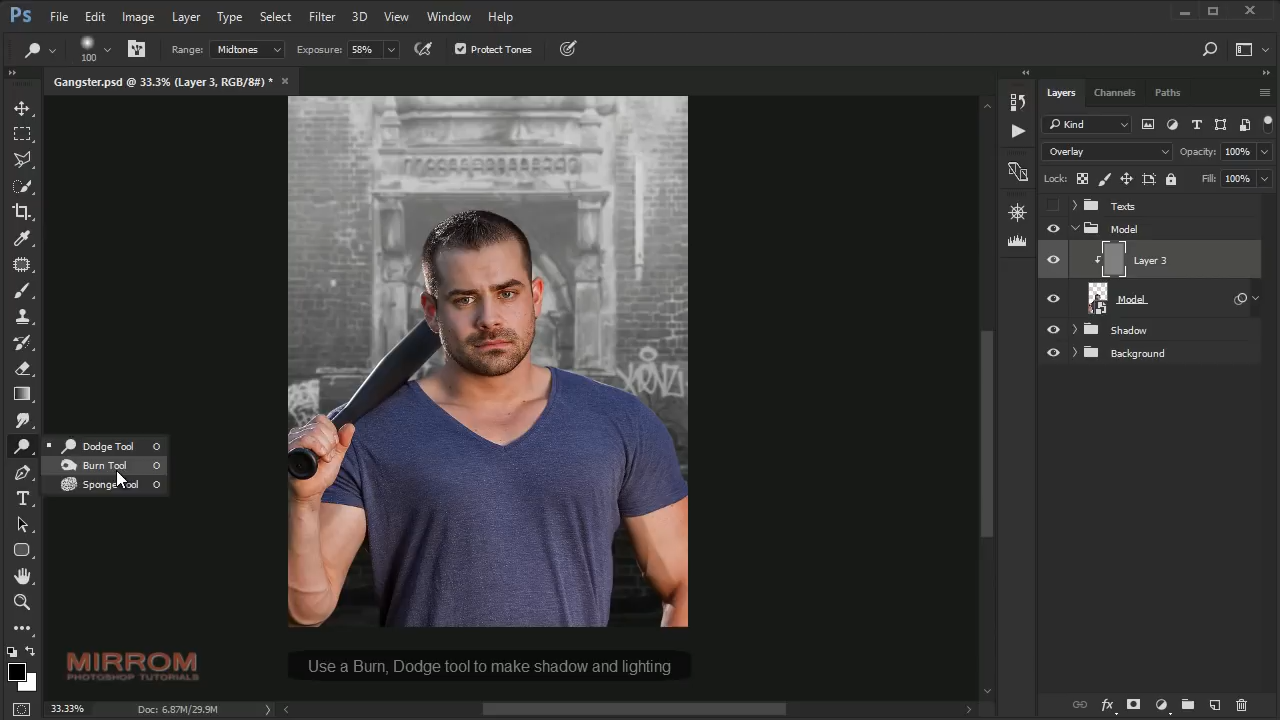 Ps File Edit Image Layer Type Select Filter 3D View Window Help
100 Range: Midtones Exposure: 58% Protect Tones
Gangster.psd @ 33.3% (Layer 3, RGB/8#) *
Layers Channels Paths
Kind
Overlay Opacity: 100%
Lock: Fill: 100%
Texts
Model
Layer 3
Model
Shadow
Background
Dodge Tool O
Burn Tool O
Sponge Tool O
MIRROM
PHOTOSHOP TUTORIALS
Use a Burn, Dodge tool to make shadow and lighting
33.33% Doc: 6.87M/29.9M